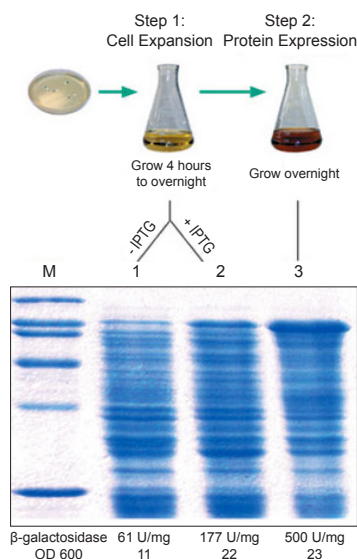 Step 1:
Cell Expansion
Step 2:
Protein Expression
Grow 4 hours
to overnight
Grow overnight
- IPTG
+ IPTG
M 1 2 3
β-galactosidase 61 U/mg 177 U/mg 500 U/mg
OD 600 11 22 23